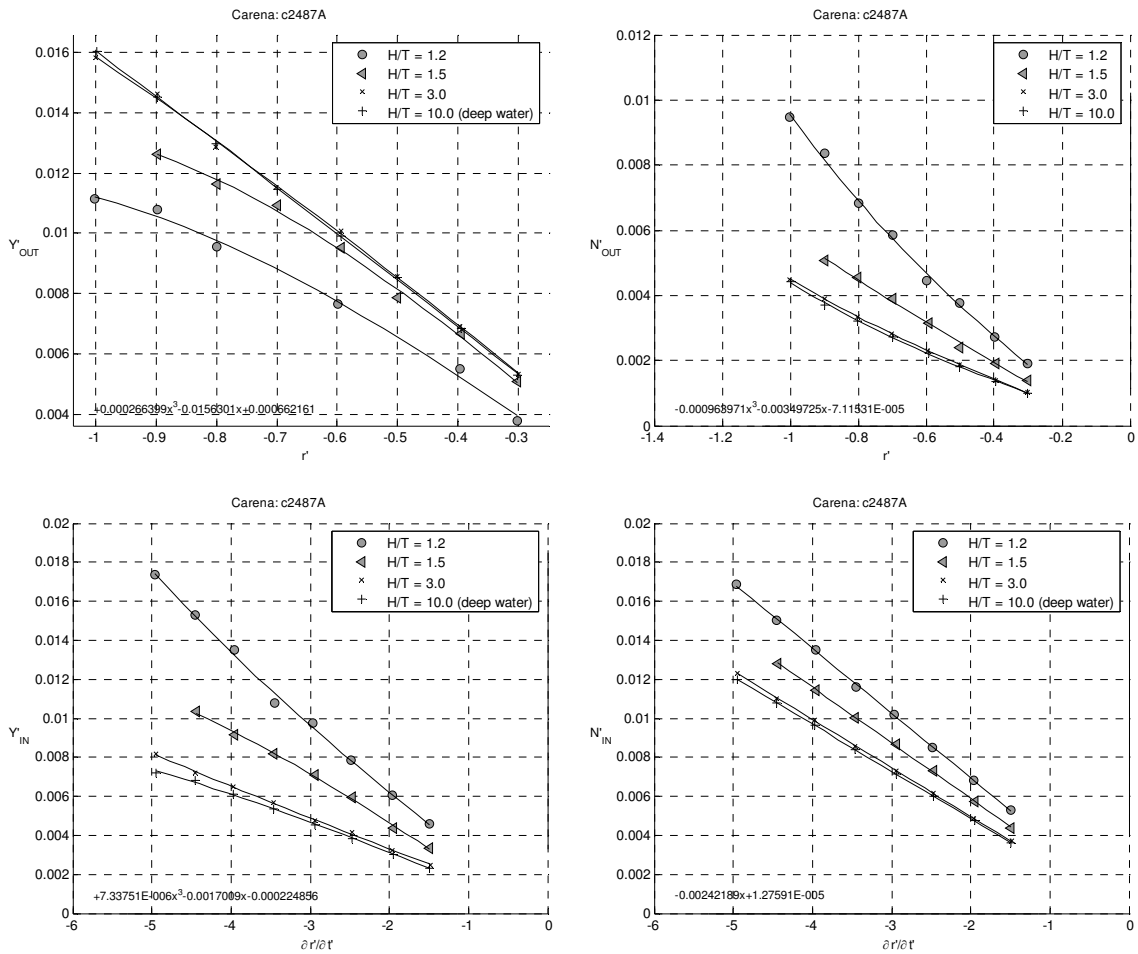 Carena: c2487A
H/T = 1.2
H/T = 1.5
H/T = 3.0
H/T = 10.0 (deep water)
0.016
0.014
0.012
0.01
0.008
0.006
0.004
Y'OUT
+0.000266399x³-0.0156301x+0.000662161
-1 -0.9 -0.8 -0.7 -0.6 -0.5 -0.4 -0.3
r'
Carena: c2487A
H/T = 1.2
H/T = 1.5
H/T = 3.0
H/T = 10.0
0.012
0.01
0.008
0.006
0.004
0.002
0
N'OUT
-0.000963971x³-0.00349725x-7.11531E-005
-1.4 -1.2 -1 -0.8 -0.6 -0.4 -0.2 0
r'
Carena: c2487A
H/T = 1.2
H/T = 1.5
H/T = 3.0
H/T = 10.0 (deep water)
0.02
0.018
0.016
0.014
0.012
0.01
0.008
0.006
0.004
0.002
0
Y'IN
+7.33751E-006x³-0.0017009x-0.000224856
-6 -5 -4 -3 -2 -1 0
∂r'/∂t'
Carena: c2487A
H/T = 1.2
H/T = 1.5
H/T = 3.0
H/T = 10.0 (deep water)
0.02
0.018
0.016
0.014
0.012
0.01
0.008
0.006
0.004
0.002
0
N'IN
-0.00242189x+1.27591E-005
-6 -5 -4 -3 -2 -1 0
∂r'/∂t'